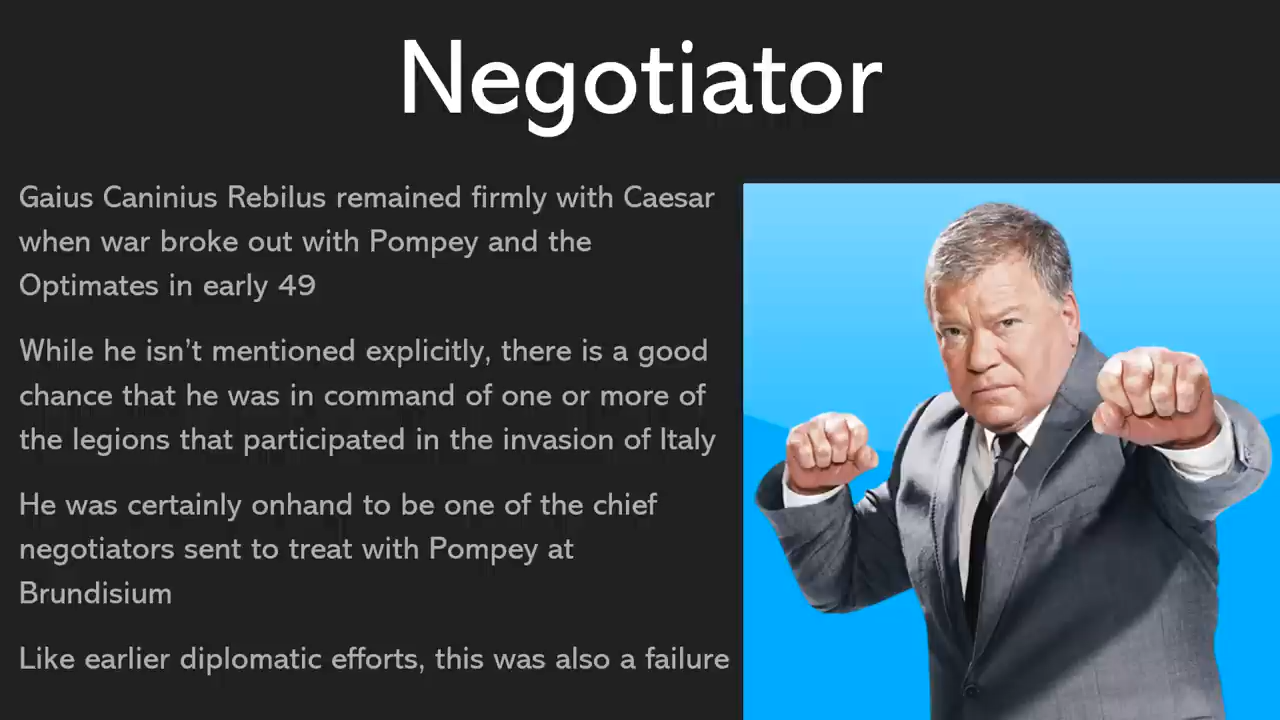 Negotiator
Gaius Caninius Rebilus remained firmly with Caesar
when war broke out with Pompey and the
Optimates in early 49
While he isn’t mentioned explicitly, there is a good
chance that he was in command of one or more of
the legions that participated in the invasion of Italy
He was certainly onhand to be one of the chief
negotiators sent to treat with Pompey at
Brundisium
Like earlier diplomatic efforts, this was also a failure